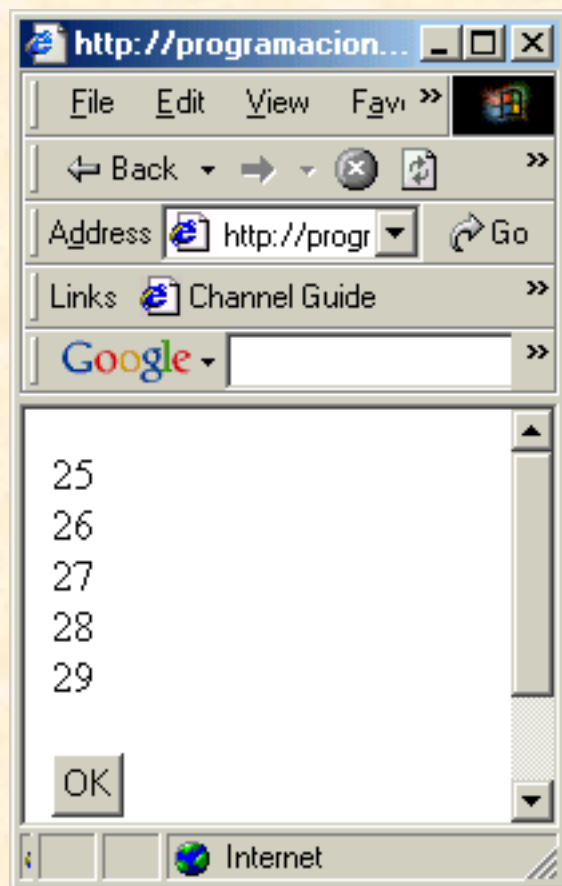 http://programacion...
File Edit View Favi »
Back »
Address http://progr Go
Links Channel Guide »
Google »
25
26
27
28
29
OK
Internet